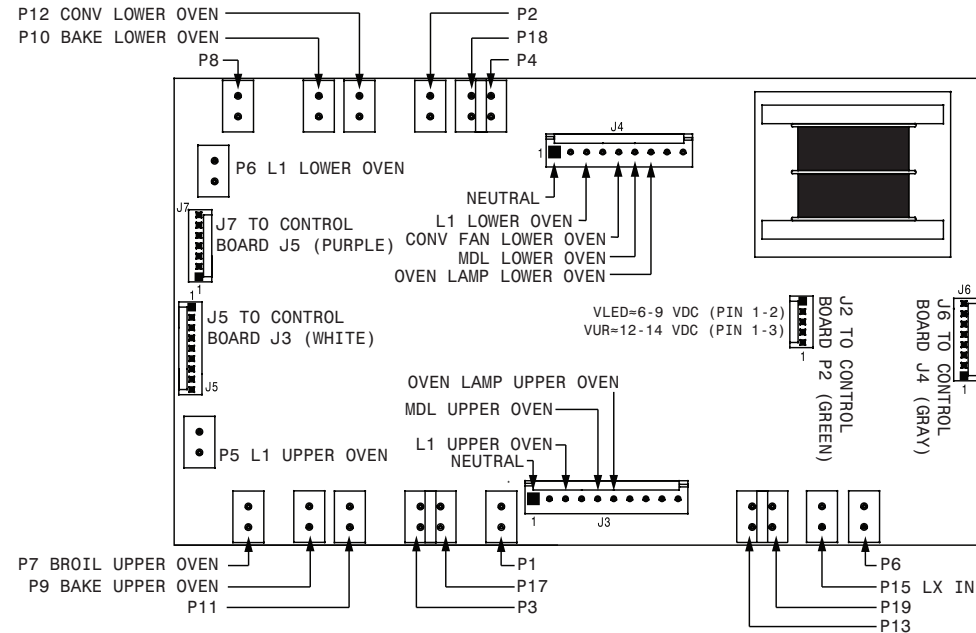 P12 CONV LOWER OVEN
P10 BAKE LOWER OVEN
P8
P2
P18
P4
P6 L1 LOWER OVEN
J4
1
NEUTRAL
L1 LOWER OVEN
CONV FAN LOWER OVEN
MDL LOWER OVEN
OVEN LAMP LOWER OVEN
J7
J7 TO CONTROL
BOARD J5 (PURPLE)
1
1
J5 TO CONTROL
BOARD J3 (WHITE)
J5
VLED≈6-9 VDC (PIN 1-2)
VUR≈12-14 VDC (PIN 1-3)
1
J2 TO CONTROL
BOARD P2 (GREEN)
J6
J6 TO CONTROL
BOARD J4 (GRAY)
1
OVEN LAMP UPPER OVEN
MDL UPPER OVEN
L1 UPPER OVEN
NEUTRAL
1
J3
P5 L1 UPPER OVEN
P7 BROIL UPPER OVEN
P9 BAKE UPPER OVEN
P11
P1
P17
P3
P6
P15 LX IN
P19
P13